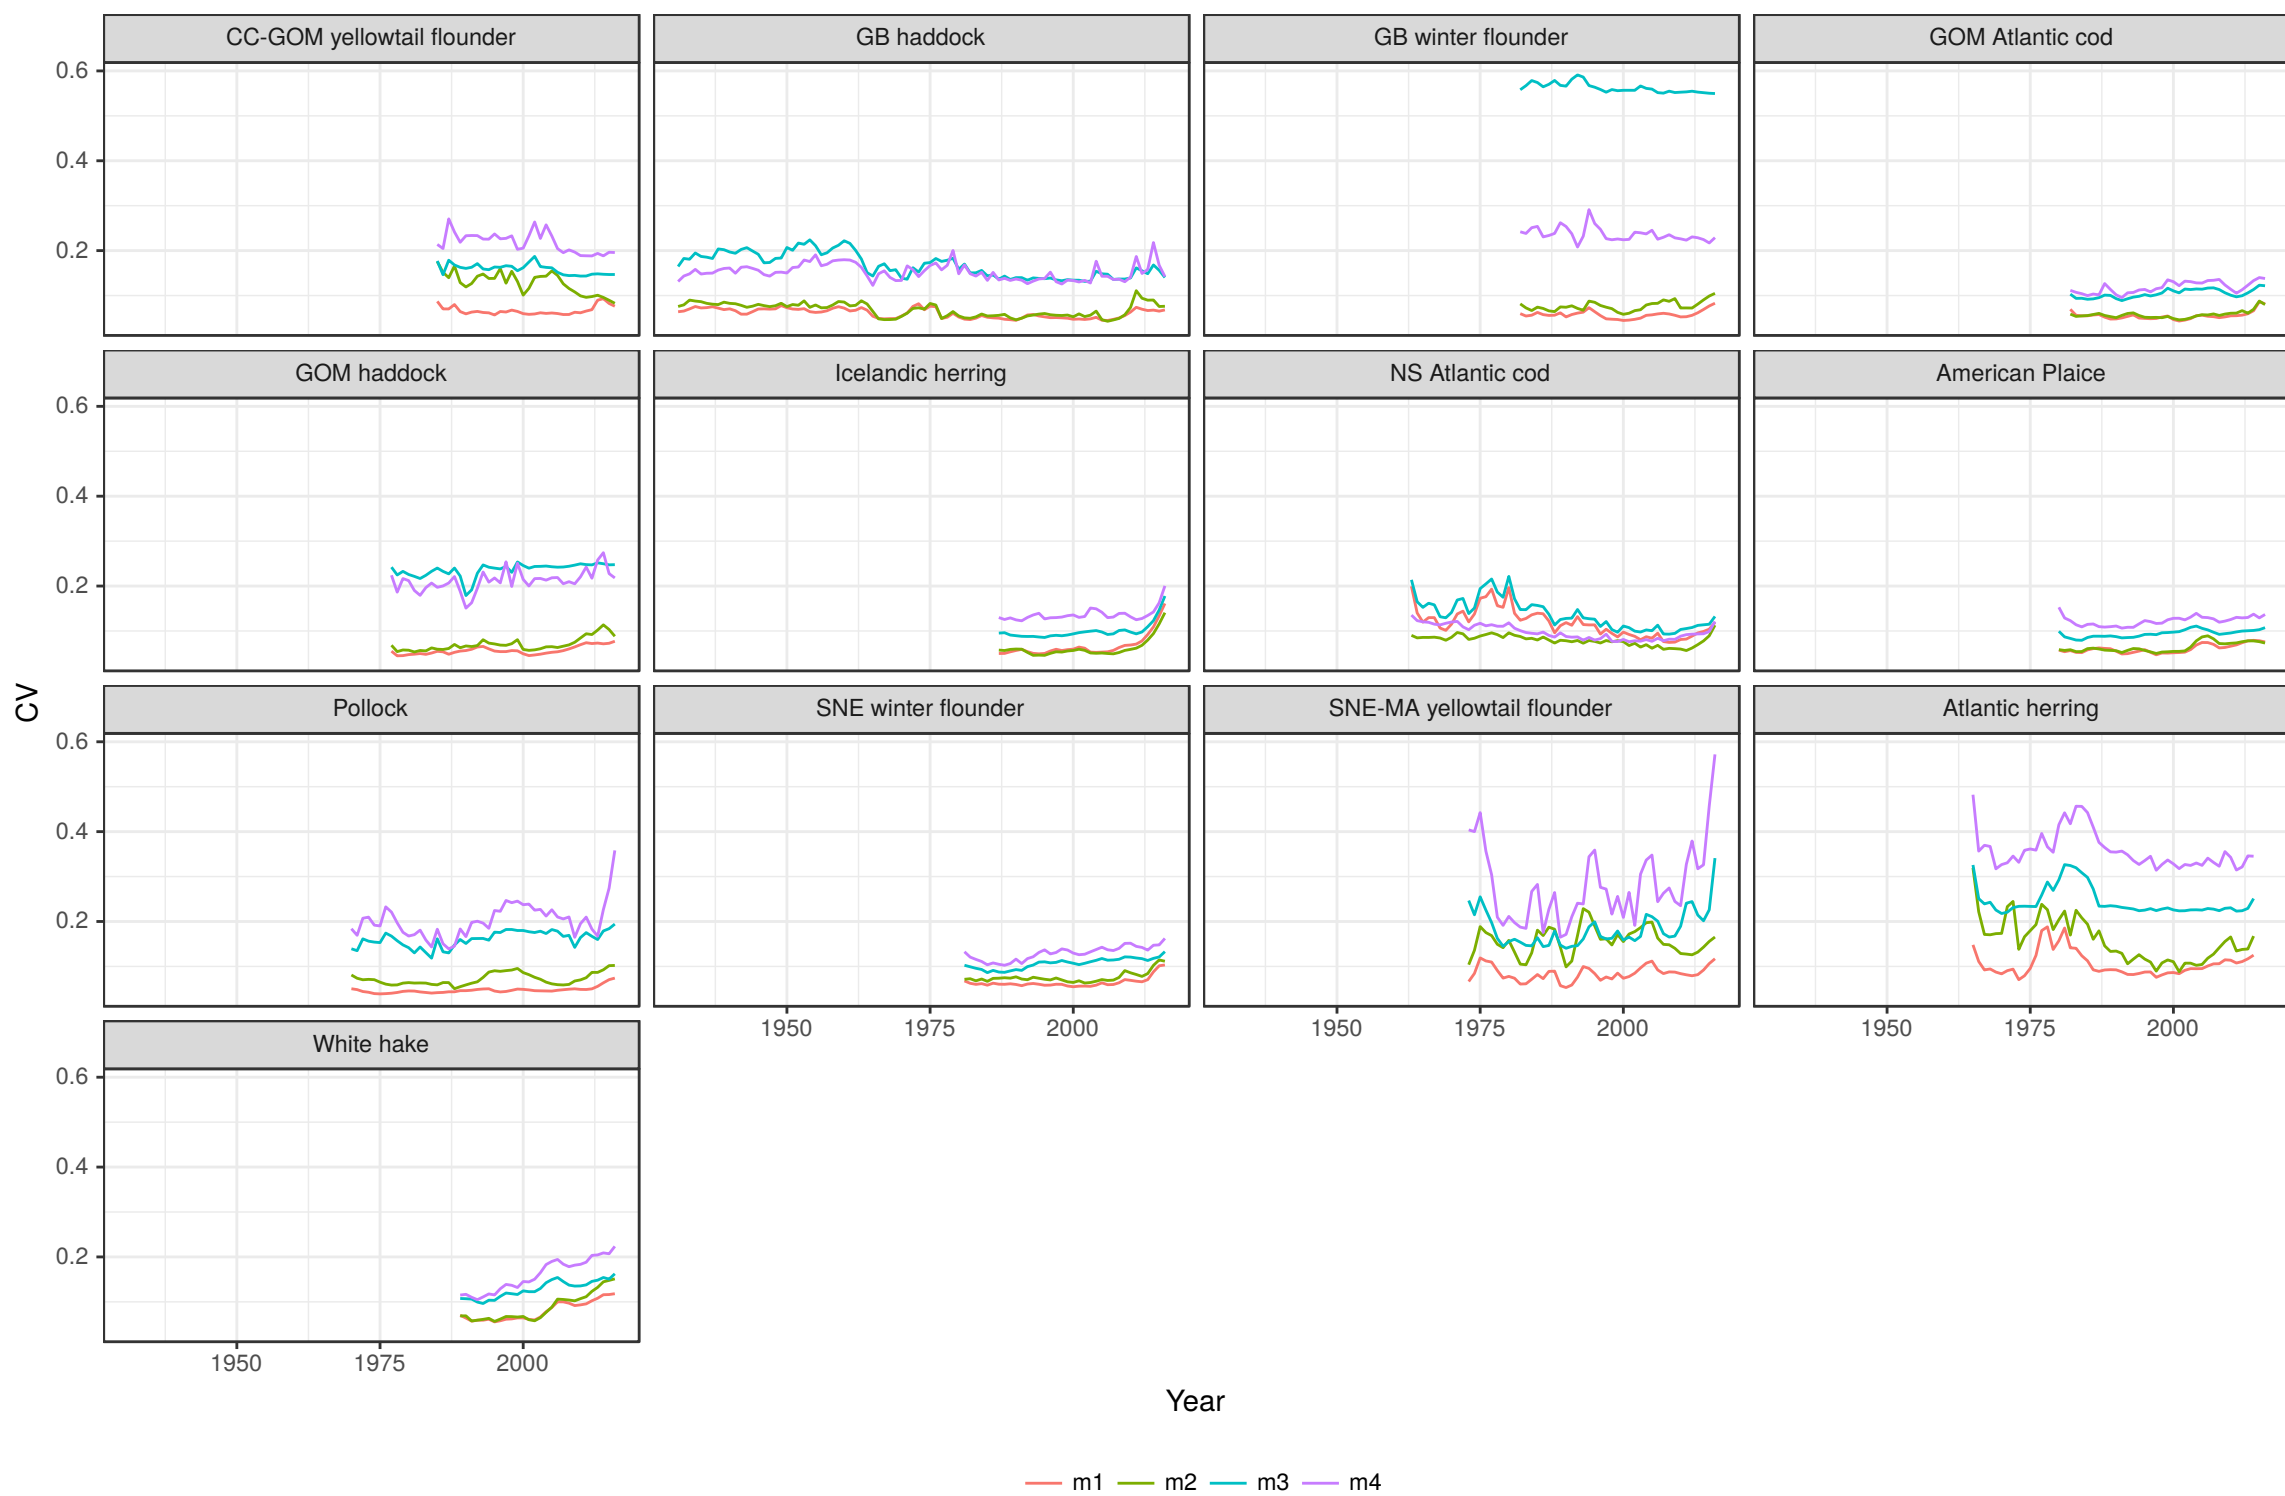 CC-GOM yellowtail flounder GB haddock GB winter flounder GOM Atlantic cod
0.6
0.4
0.2
GOM haddock Icelandic herring NS Atlantic cod American Plaice
0.6
0.4
0.2
CV
Pollock SNE winter flounder SNE-MA yellowtail flounder Atlantic herring
0.6
0.4
0.2
1950 1975 2000 1950 1975 2000 1950 1975 2000
White hake
0.6
0.4
0.2
1950 1975 2000
Year
m1 m2 m3 m4